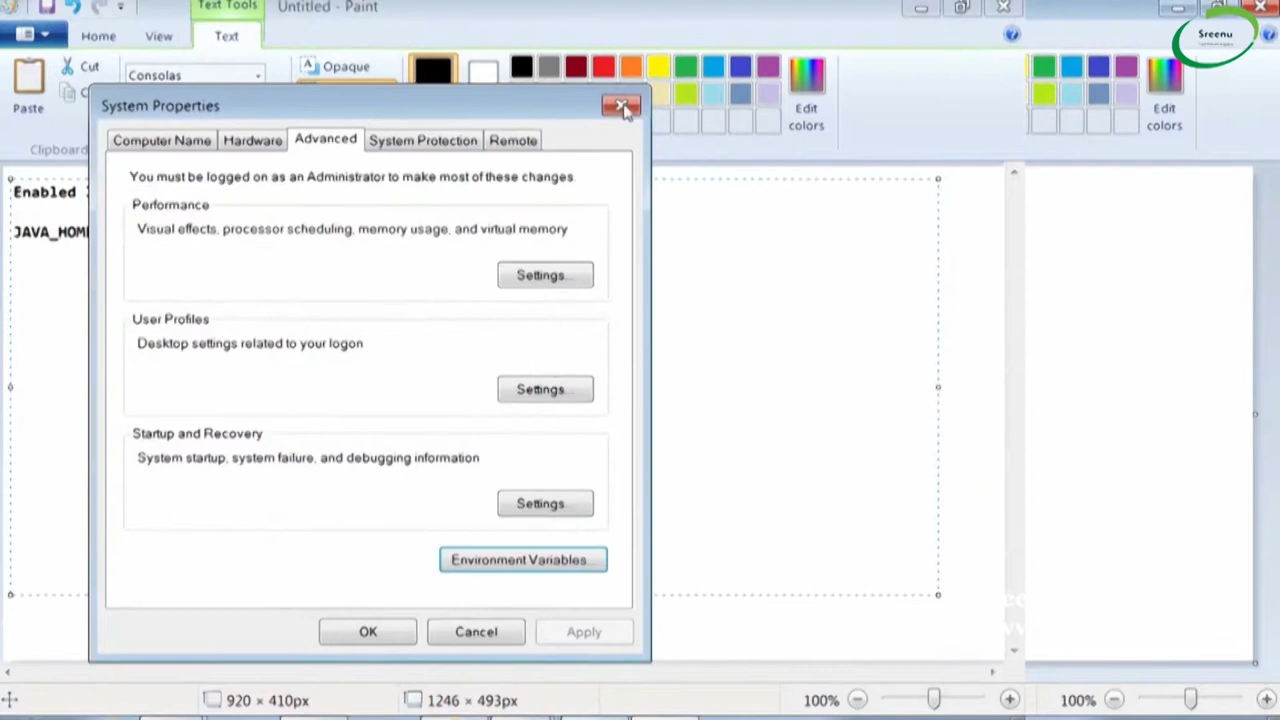 Text Tools
Untitled - Paint
Sreenu
Home
View
Text
Cut
Paste
Consolas
Opaque
Edit colors
Edit colors
Clipboard
System Properties
Computer Name
Hardware
Advanced
System Protection
Remote
You must be logged on as an Administrator to make most of these changes.
Performance
Visual effects, processor scheduling, memory usage, and virtual memory
Settings...
User Profiles
Desktop settings related to your logon
Settings...
Startup and Recovery
System startup, system failure, and debugging information
Settings...
Environment Variables...
OK
Cancel
Apply
Enabled
JAVA_HOM
920 × 410px
1246 × 493px
100%
100%